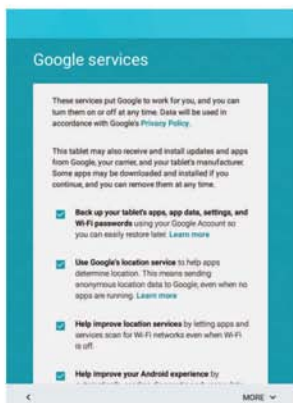 Google services
These services put Google to work for you, and you can
turn them on or off at any time. Data will be used in
accordance with Google's Privacy Policy.
This tablet may also receive and install updates and apps
from Google, your carrier, and your tablet's manufacturer.
Some apps may be downloaded and installed if you
continue, and you can remove them at any time.
Back up your tablet's apps, app data, settings, and
Wi-Fi passwords using your Google Account so
you can easily restore later. Learn more
Use Google's location service to help apps
determine location. This means sending
anonymous location data to Google, even when no
apps are running. Learn more
Help improve location services by letting apps and
services scan for Wi-Fi networks even when Wi-Fi
is off.
Help improve your Android experience by
MORE